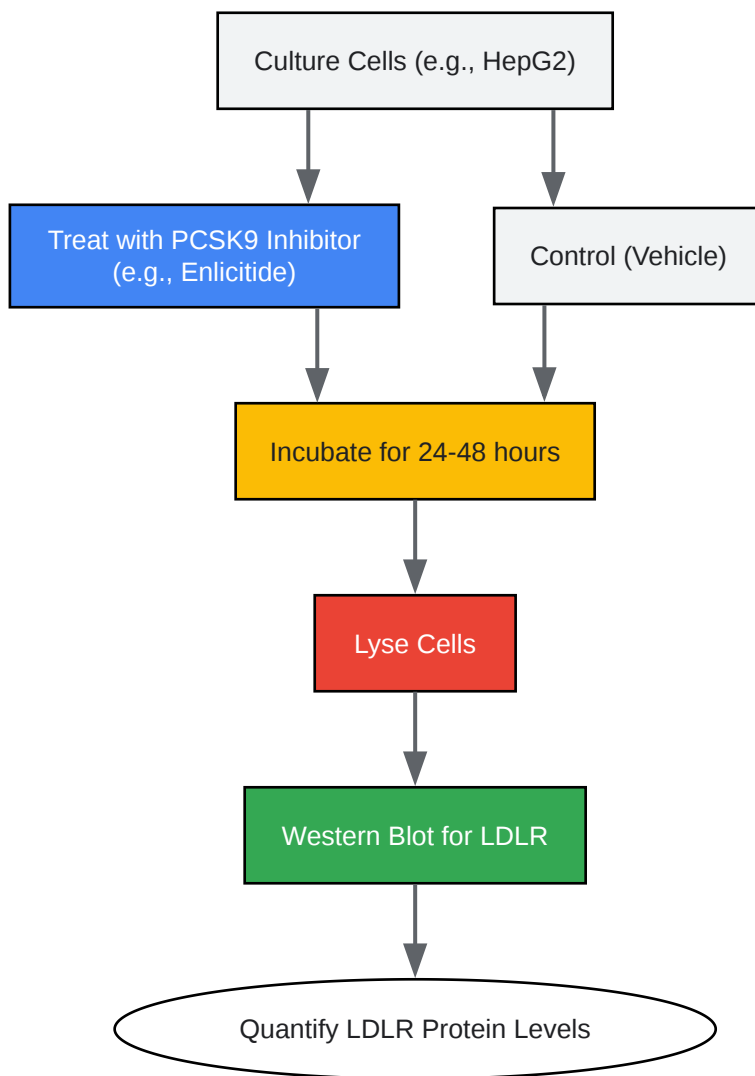 Culture Cells (e.g., HepG2)
Treat with PCSK9 Inhibitor
(e.g., Enlicitide)
Control (Vehicle)
Incubate for 24-48 hours
Lyse Cells
Western Blot for LDLR
Quantify LDLR Protein Levels